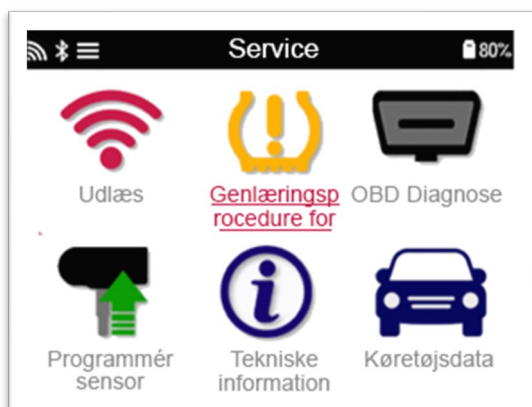 Service
80%
Udlæs
Genlæringsp
rocedure for
OBD Diagnose
Programmér
sensor
Tekniske
information
Køretøjsdata